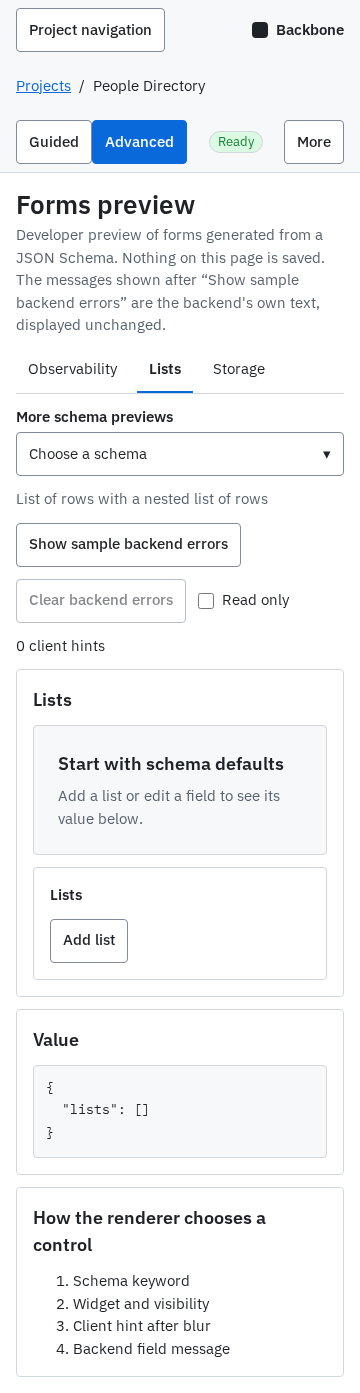 Project navigation
Backbone
Projects / People Directory
Guided
Advanced
Ready
More
Forms preview
Developer preview of forms generated from a
JSON Schema. Nothing on this page is saved.
The messages shown after “Show sample
backend errors” are the backend's own text,
displayed unchanged.
Observability
Lists
Storage
More schema previews
Choose a schema
List of rows with a nested list of rows
Show sample backend errors
Clear backend errors
Read only
0 client hints
Lists
Start with schema defaults
Add a list or edit a field to see its
value below.
Lists
Add list
Value
{
"lists": []
}
How the renderer chooses a
control
1. Schema keyword
2. Widget and visibility
3. Client hint after blur
4. Backend field message